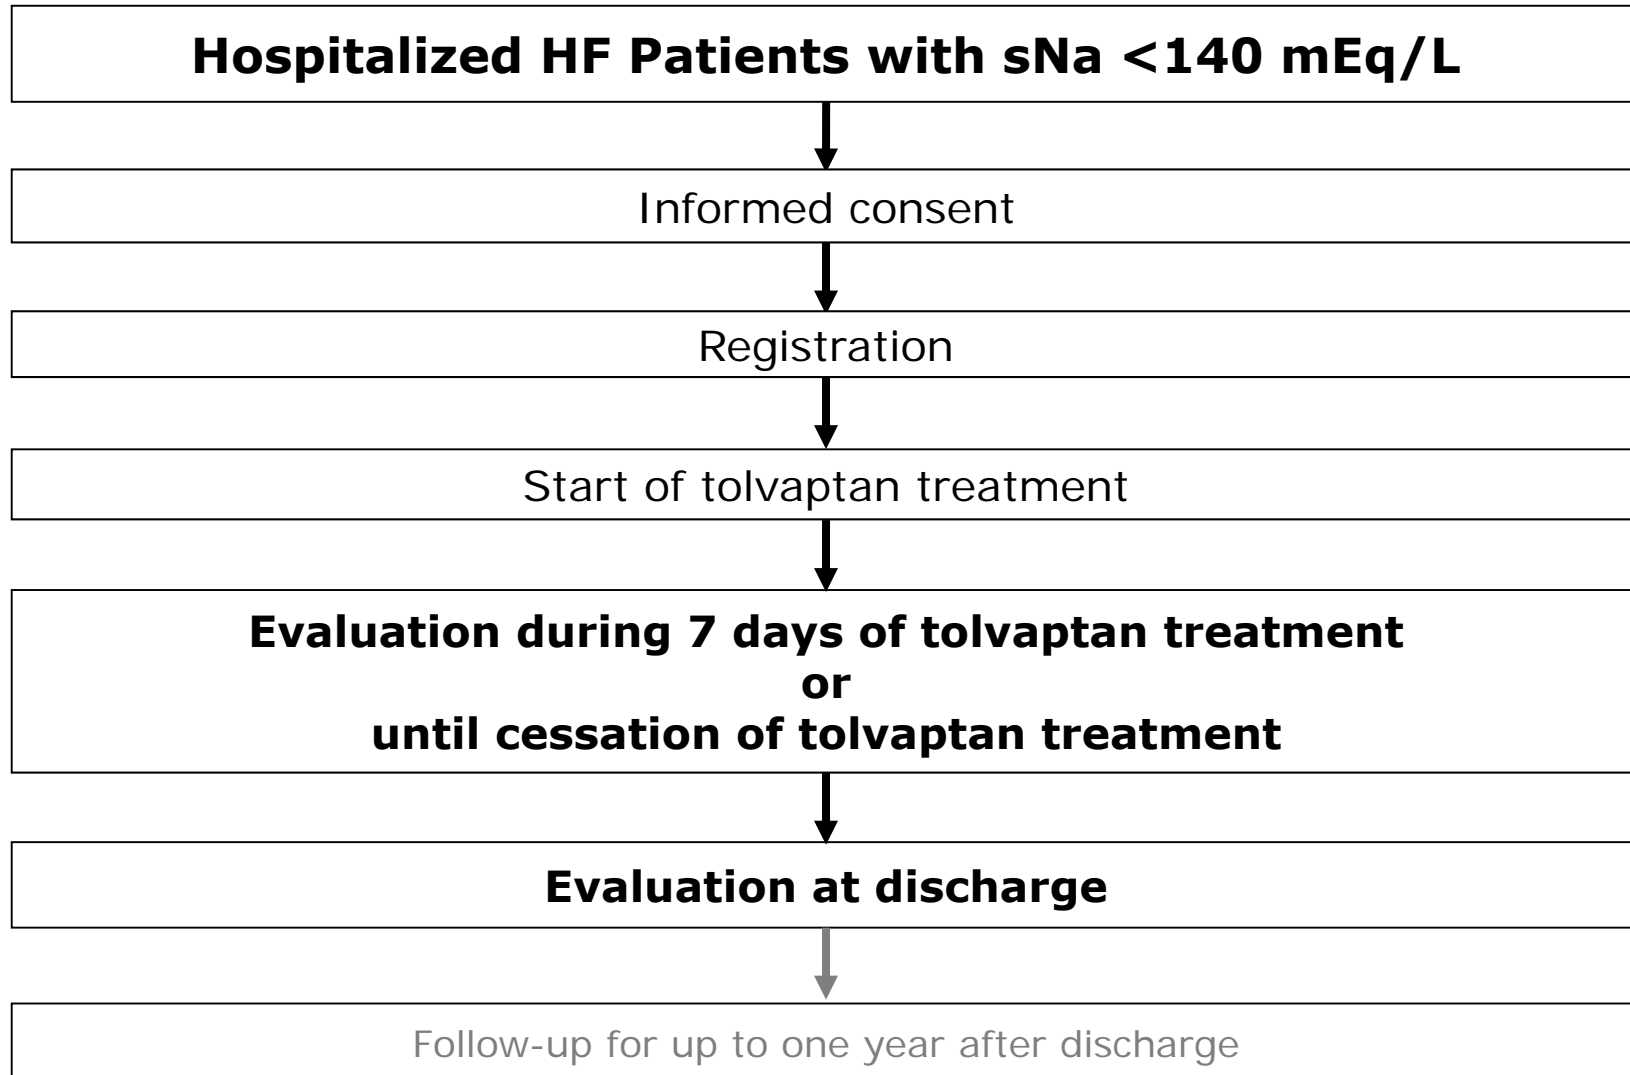 Hospitalized HF Patients with sNa <140 mEq/L
Informed consent
Registration
Start of tolvaptan treatment
Evaluation during 7 days of tolvaptan treatment
or
until cessation of tolvaptan treatment
Evaluation at discharge
Follow-up for up to one year after discharge